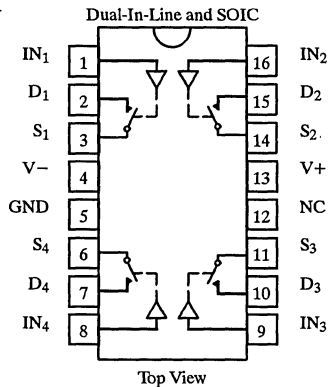 Dual-In-Line and SOIC
IN1 1 16 IN2
D1 2 15 D2
S1 3 14 S2
V− 4 13 V+
GND 5 12 NC
S4 6 11 S3
D4 7 10 D3
IN4 8 9 IN3
Top View